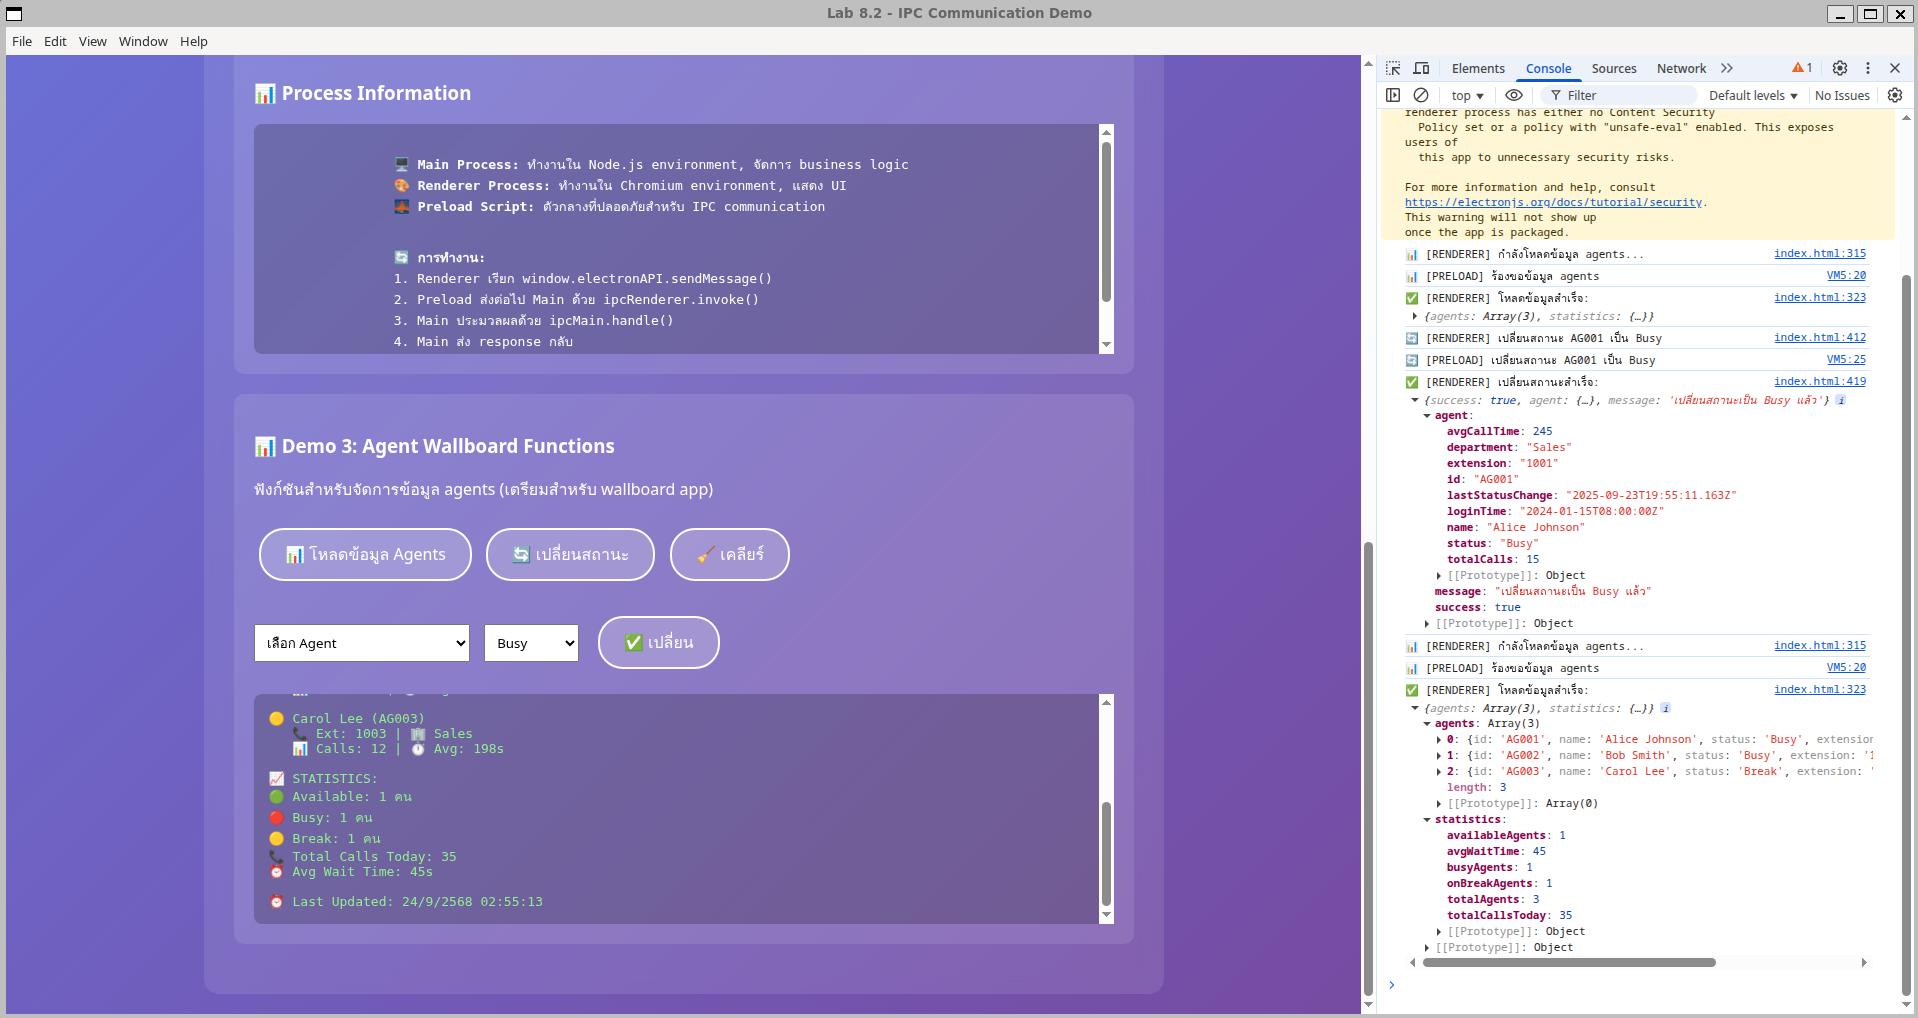 Lab 8.2 - IPC Communication Demo
File Edit View Window Help
📊 Process Information
🖥️ Main Process: ทำงานใน Node.js environment, จัดการ business logic
🎨 Renderer Process: ทำงานใน Chromium environment, แสดง UI
🌉 Preload Script: ตัวกลางที่ปลอดภัยสำหรับ IPC communication
🔄 การทำงาน:
1. Renderer เรียก window.electronAPI.sendMessage()
2. Preload ส่งต่อไป Main ด้วย ipcRenderer.invoke()
3. Main ประมวลผลด้วย ipcMain.handle()
4. Main ส่ง response กลับ
📊 Demo 3: Agent Wallboard Functions
ฟังก์ชันสำหรับจัดการข้อมูล agents (เตรียมสำหรับ wallboard app)
📊 โหลดข้อมูล Agents 🔄 เปลี่ยนสถานะ 🧹 เคลียร์
เลือก Agent Busy ✅ เปลี่ยน
🟡 Carol Lee (AG003)
📞 Ext: 1003 | 🏢 Sales
📊 Calls: 12 | ⏱️ Avg: 198s
📈 STATISTICS:
🟢 Available: 1 คน
🔴 Busy: 1 คน
🟡 Break: 1 คน
📞 Total Calls Today: 35
⏰ Avg Wait Time: 45s
⏰ Last Updated: 24/9/2568 02:55:13
Elements Console Sources Network 1
top Filter Default levels No Issues
renderer process has either no Content Security
Policy set or a policy with "unsafe-eval" enabled. This exposes
users of
this app to unnecessary security risks.
For more information and help, consult
https://electronjs.org/docs/tutorial/security.
This warning will not show up
once the app is packaged.
📊 [RENDERER] กำลังโหลดข้อมูล agents... index.html:315
📊 [PRELOAD] ร้องขอข้อมูล agents VM5:20
✅ [RENDERER] โหลดข้อมูลสำเร็จ: index.html:323
{agents: Array(3), statistics: {…}}
🔄 [RENDERER] เปลี่ยนสถานะ AG001 เป็น Busy index.html:412
🔄 [PRELOAD] เปลี่ยนสถานะ AG001 เป็น Busy VM5:25
✅ [RENDERER] เปลี่ยนสถานะสำเร็จ: index.html:419
{success: true, agent: {…}, message: 'เปลี่ยนสถานะเป็น Busy แล้ว'} i
agent:
avgCallTime: 245
department: "Sales"
extension: "1001"
id: "AG001"
lastStatusChange: "2025-09-23T19:55:11.163Z"
loginTime: "2024-01-15T08:00:00Z"
name: "Alice Johnson"
status: "Busy"
totalCalls: 15
[[Prototype]]: Object
message: "เปลี่ยนสถานะเป็น Busy แล้ว"
success: true
[[Prototype]]: Object
📊 [RENDERER] กำลังโหลดข้อมูล agents... index.html:315
📊 [PRELOAD] ร้องขอข้อมูล agents VM5:20
✅ [RENDERER] โหลดข้อมูลสำเร็จ: index.html:323
{agents: Array(3), statistics: {…}} i
agents: Array(3)
0: {id: 'AG001', name: 'Alice Johnson', status: 'Busy', extension
1: {id: 'AG002', name: 'Bob Smith', status: 'Busy', extension: '1
2: {id: 'AG003', name: 'Carol Lee', status: 'Break', extension: '
length: 3
[[Prototype]]: Array(0)
statistics:
availableAgents: 1
avgWaitTime: 45
busyAgents: 1
onBreakAgents: 1
totalAgents: 3
totalCallsToday: 35
[[Prototype]]: Object
[[Prototype]]: Object